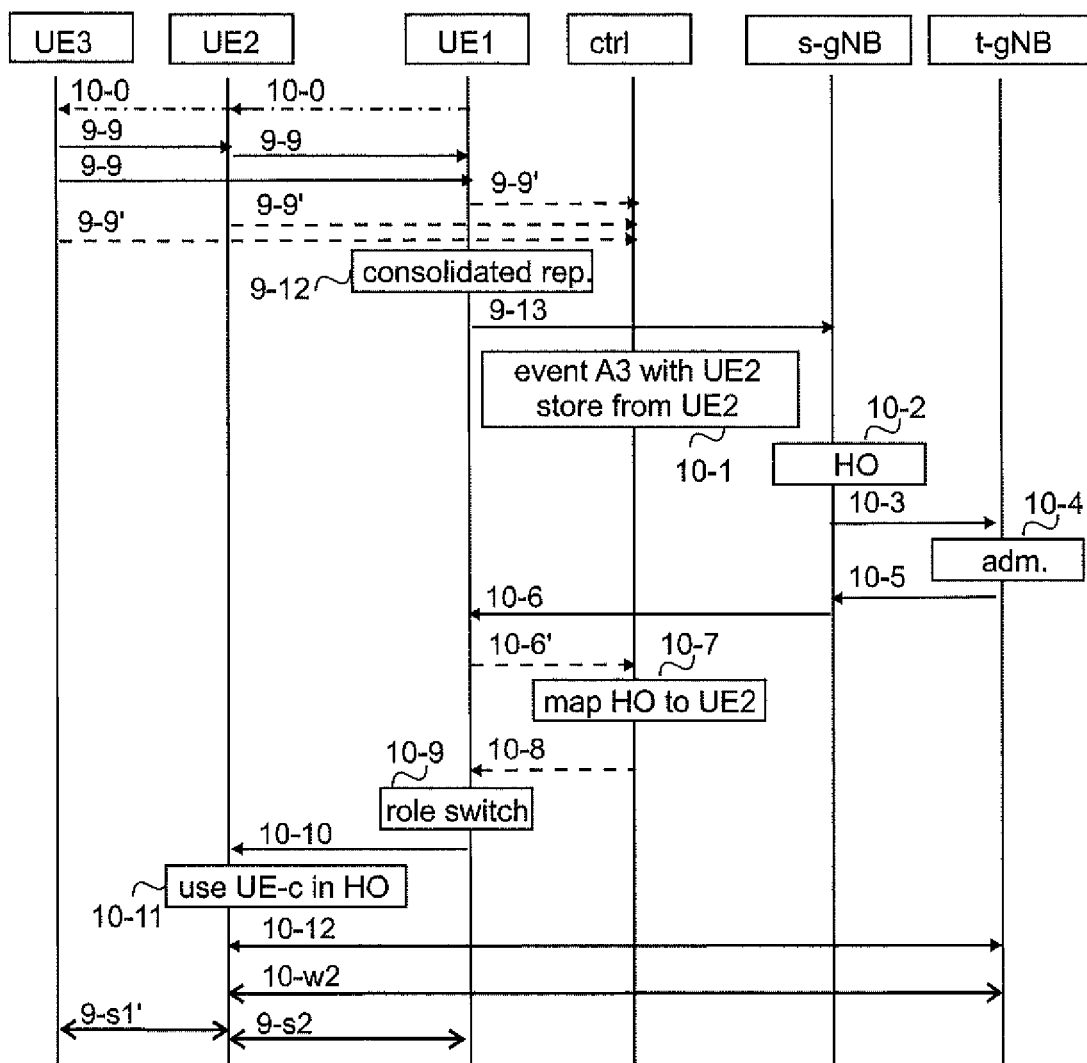 UE3 UE2 UE1 ctrl s-gNB t-gNB
10-0 10-0
9-9
9-9
9-9
9-9'
9-9'
9-9'
consolidated rep.
9-12
9-13
event A3 with UE2
store from UE2
10-1
10-2
HO
10-3
10-4
adm.
10-5
10-6
10-6'
10-7
map HO to UE2
10-8
10-9
role switch
10-10
use UE-c in HO
10-11
10-12
10-w2
9-s1'
9-s2